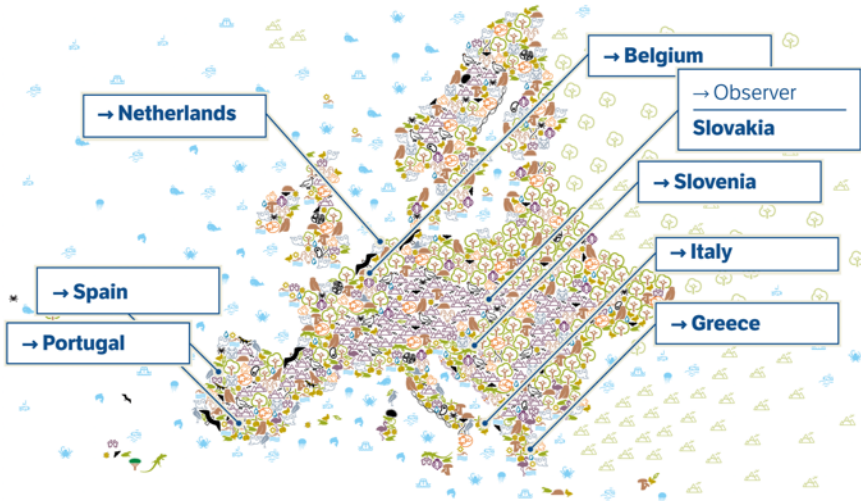 → Belgium
→ Observer
Slovakia
→ Netherlands
→ Slovenia
→ Italy
→ Spain
→ Greece
→ Portugal